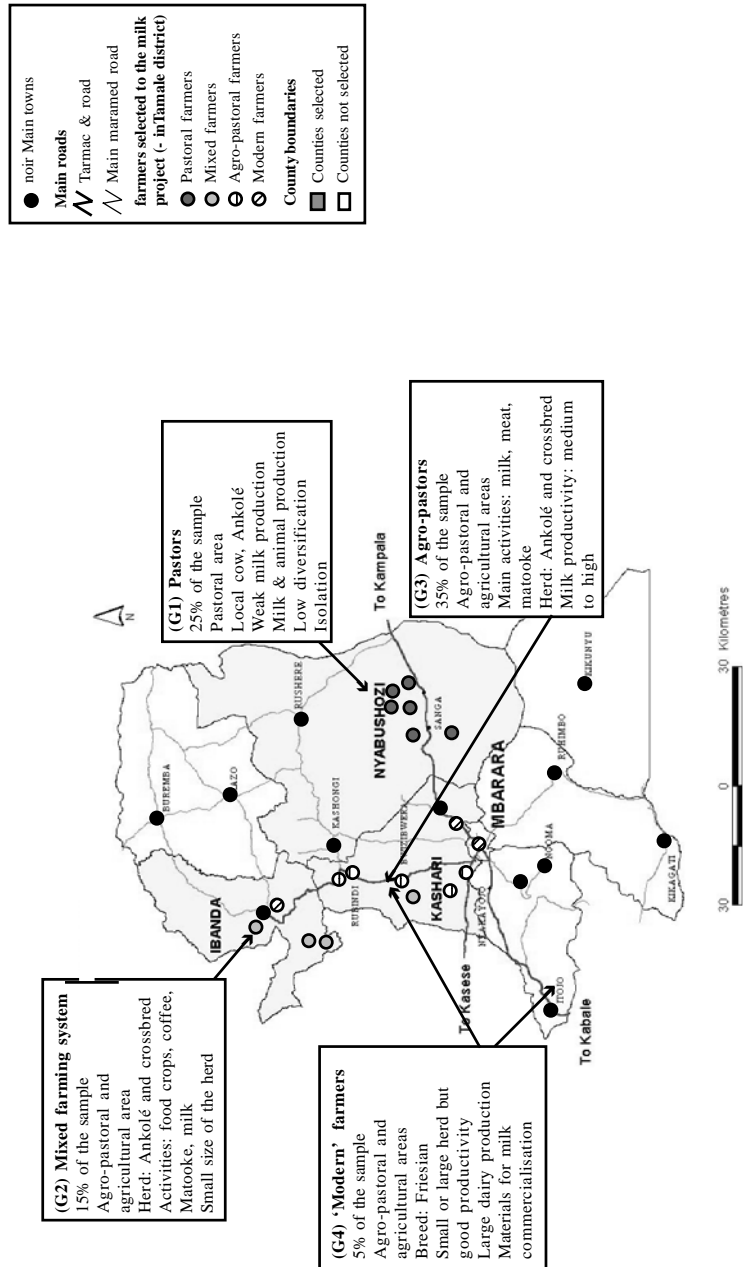 noir Main towns
Main roads
Tarmac & road
Main maramed road
farmers selected to the milk
project (- inTamale district)
Pastoral farmers
Mixed farmers
Agro-pastoral farmers
Modern farmers
County boundaries
Counties selected
Counties not selected
(G2) Mixed farming system
15% of the sample
Agro-pastoral and
agricultural area
Herd: Ankolé and crossbred
Activities: food crops, coffee,
Matooke, milk
Small size of the herd
(G1) Pastors
25% of the sample
Pastoral area
Local cow, Ankolé
Weak milk production
Milk & animal production
Low diversification
Isolation
(G4) ‘Modern’ farmers
5% of the sample
Agro-pastoral and
agricultural areas
Breed: Friesian
Small or large herd but
good productivity
Large dairy production
Materials for milk
commercialisation
(G3) Agro-pastors
35% of the sample
Agro-pastoral and
agricultural areas
Main activities: milk, meat,
matooke
Herd: Ankolé and crossbred
Milk productivity: medium
to high
N
BUREMBA
AZO
IBANDA
RUSHERE
KASHONGI
RUBINDI
NYABUSHOZI
SANGA
To Kampala
KASHARI
MBARARA
To Kasese
To Kabale
ITOJO
RUHIMBO
KIKUNYU
KIKAGATI
30
0
30 Kilométres